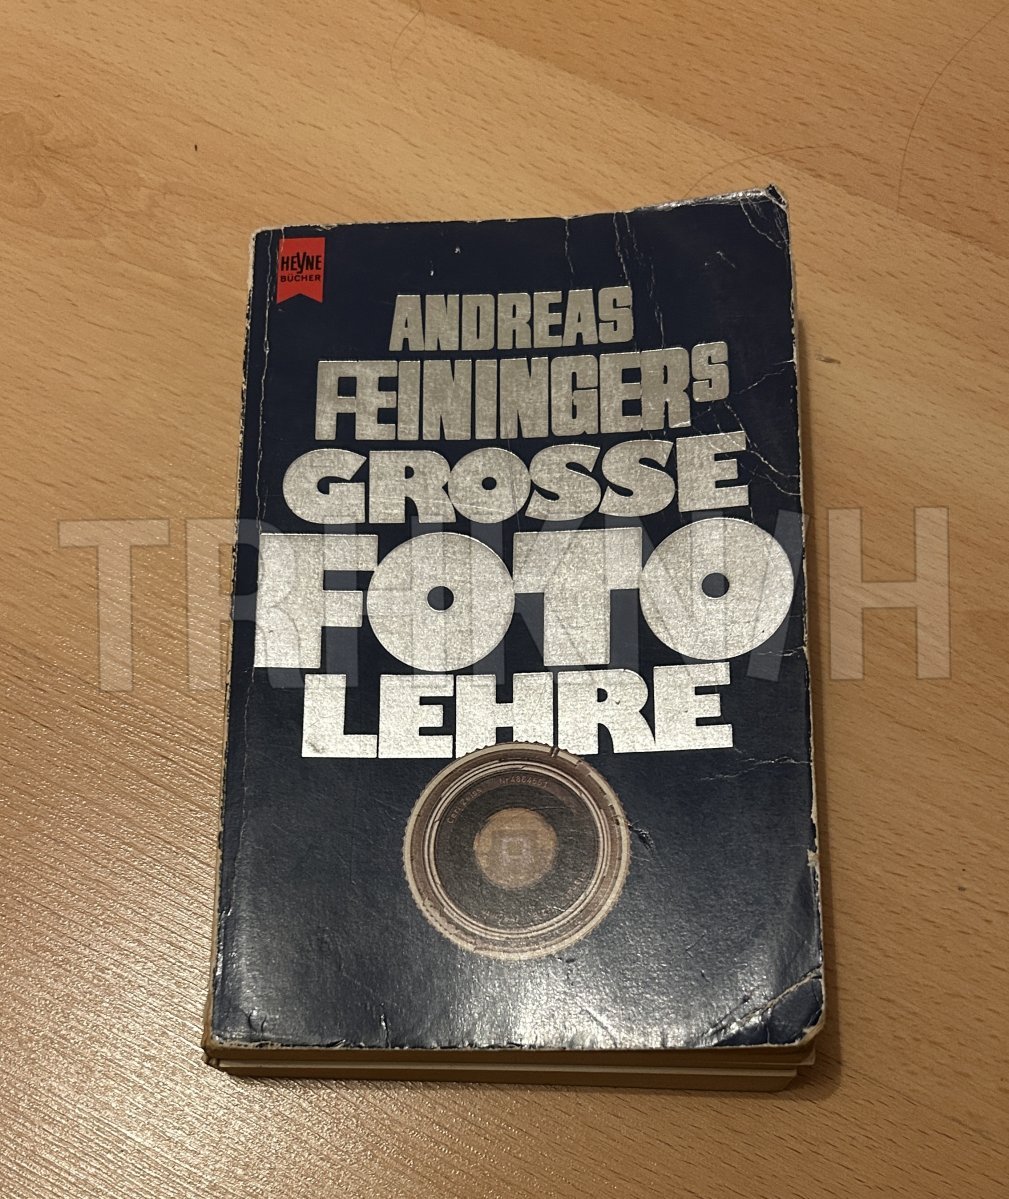 HEYNE
BÜCHER
ANDREAS
FEININGERS
GROSSE
FOTO
LEHRE